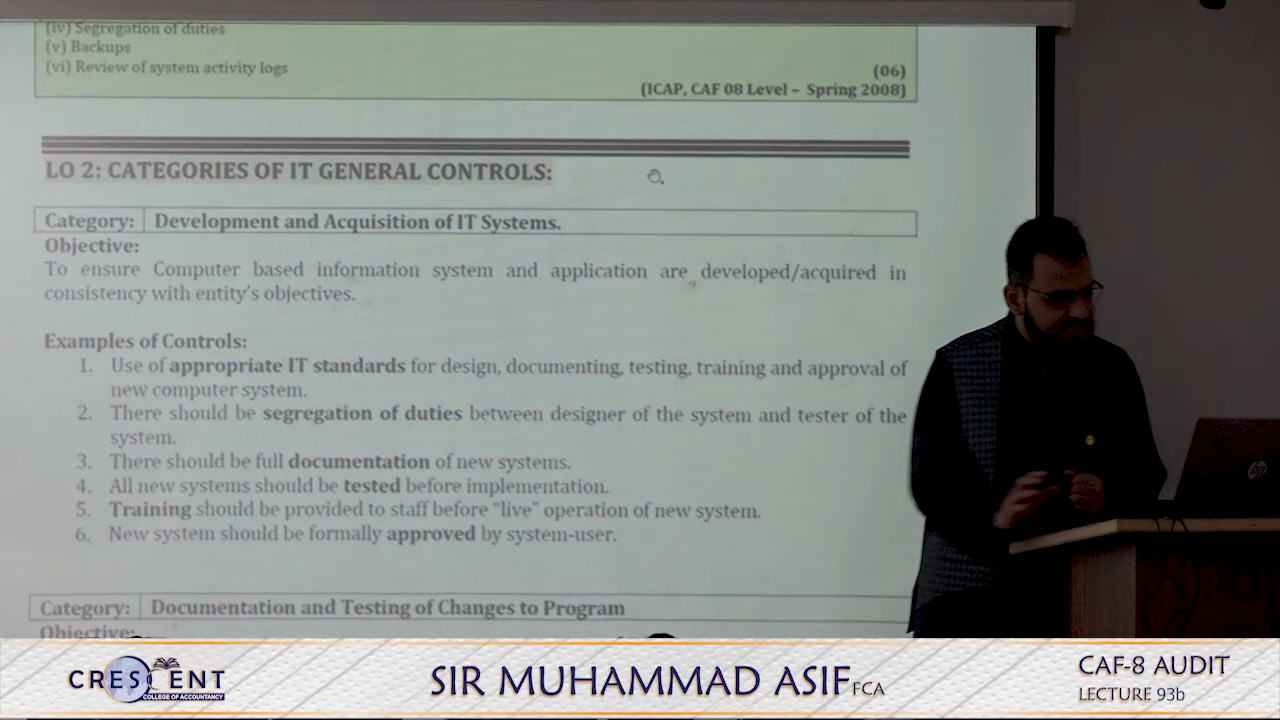 (iv) Segregation of duties
(v) Backups
(vi) Review of system activity logs
(06)
(ICAP, CAF 08 Level – Spring 2008)
LO 2: CATEGORIES OF IT GENERAL CONTROLS:
Category: Development and Acquisition of IT Systems.
Objective:
To ensure Computer based information system and application are developed/acquired in
consistency with entity's objectives.
Examples of Controls:
1. Use of appropriate IT standards for design, documenting, testing, training and approval of
new computer system.
2. There should be segregation of duties between designer of the system and tester of the
system.
3. There should be full documentation of new systems.
4. All new systems should be tested before implementation.
5. Training should be provided to staff before "live" operation of new system.
6. New system should be formally approved by system-user.
Category: Documentation and Testing of Changes to Program
Objective:
hp
CRESCENT
COLLEGE OF ACCOUNTANCY
SIR MUHAMMAD ASIF FCA
CAF-8 AUDIT
LECTURE 93b